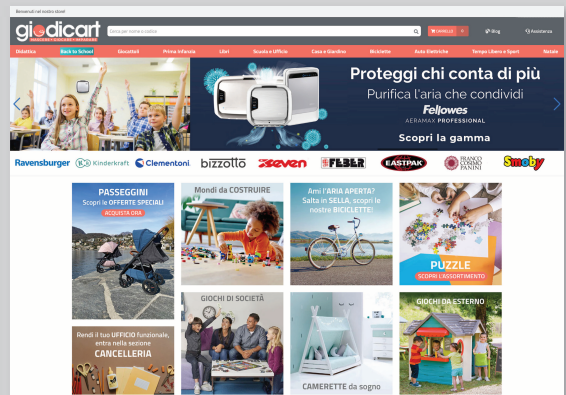 Benvenuti nel nostro store!
giodicart
Cerca per nome o codice
CARRELLO
Blog
Assistenza
Didattica
Back to School
Giocattoli
Prima Infanzia
Libri
Scuola e Ufficio
Casa e Giardino
Biciclette
Auto Elettriche
Tempo Libero e Sport
Natale
Proteggi chi conta di più
Purifica l'aria che condividi
Fellowes
AERAMAX PROFESSIONAL
Scopri la gamma
Ravensburger
Kinderkraft
Clementoni
bizzotto
Seven
FEBER
EASTPAK
FRANCO
COSIMO
PANINI
Smoby
PASSEGGINI
Scopri le OFFERTE SPECIALI
ACQUISTA ORA
Mondi da COSTRUIRE
Ami l'ARIA APERTA?
Salta in SELLA, scopri le
nostre BICICLETTE!
PUZZLE
SCOPRI L'ASSORTIMENTO
Rendi il tuo UFFICIO funzionale,
entra nella sezione
CANCELLERIA
GIOCHI DI SOCIETÀ
CAMERETTE da sogno
GIOCHI DA ESTERNO